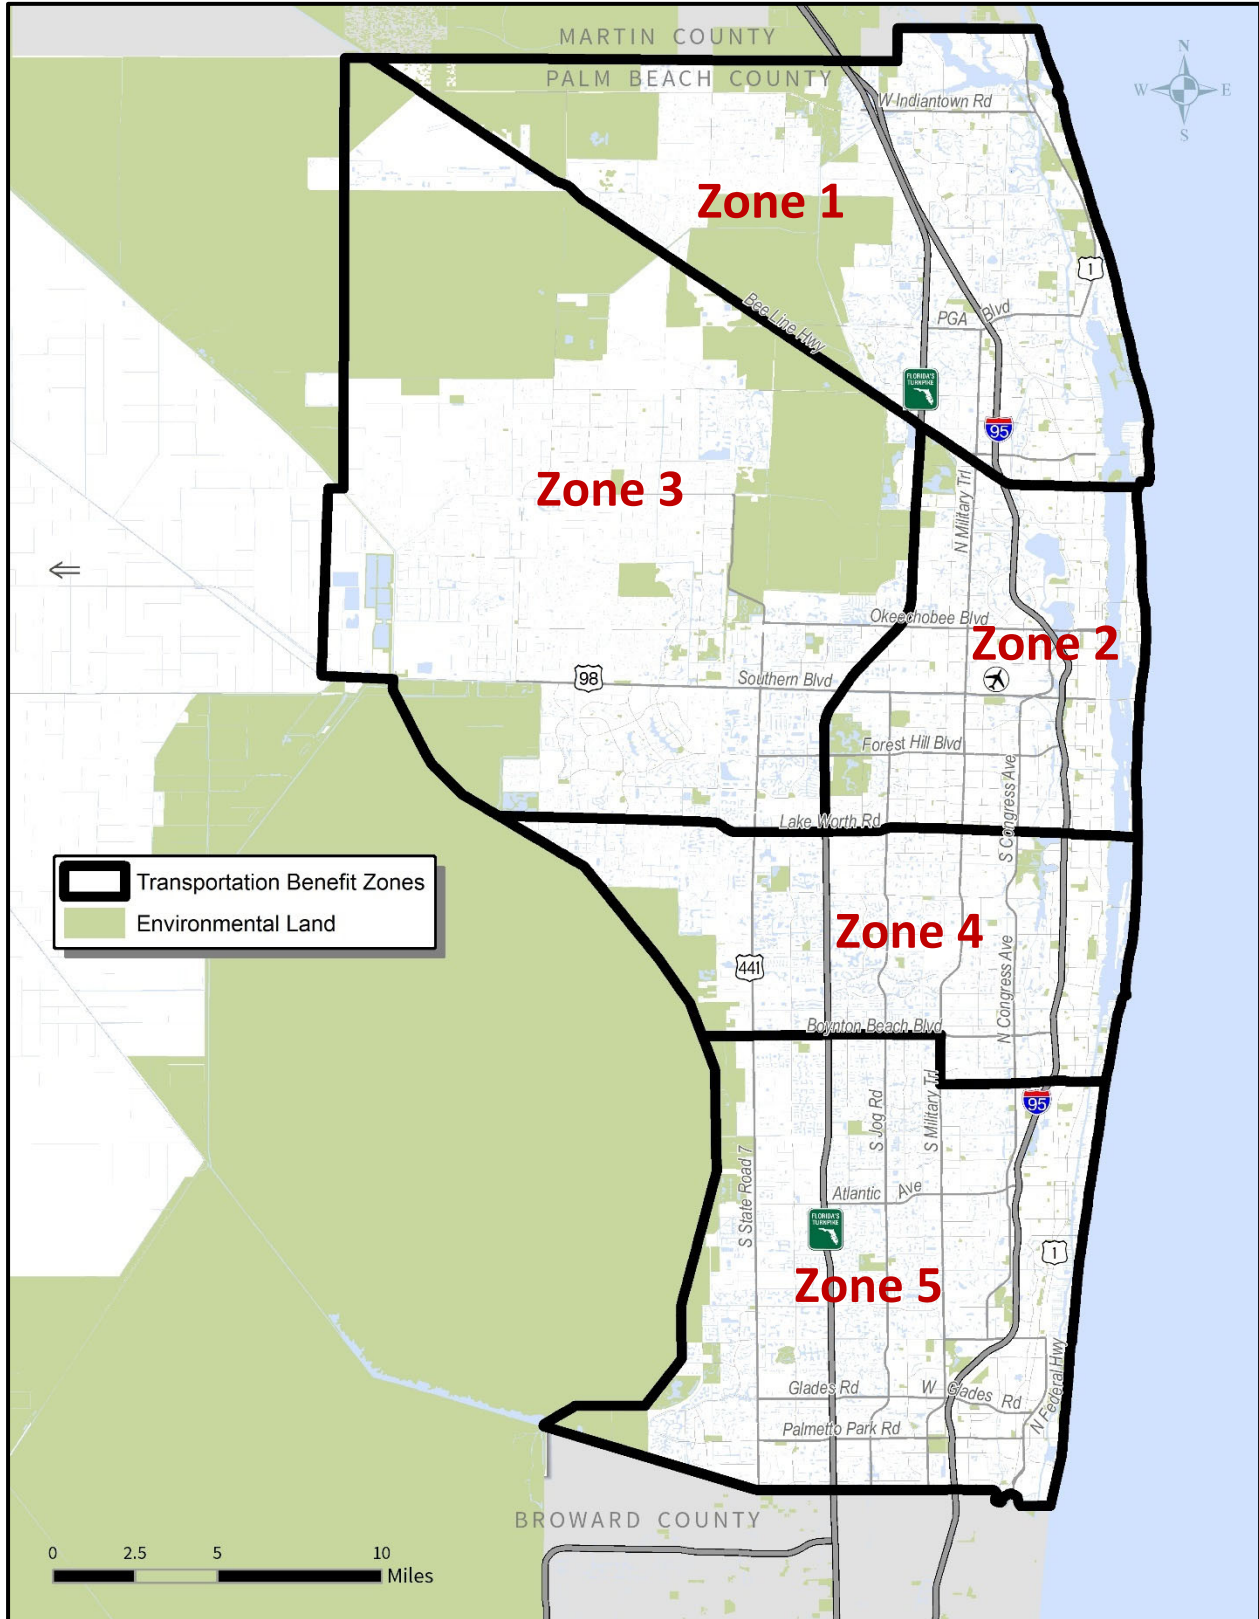 MARTIN COUNTY
PALM BEACH COUNTY
N
W E
S
W Indiantown Rd
Zone 1
1
PGA Blvd
Bee Line Hwy
FLORIDA'S
TURNPIKE
95
Zone 3
N Military Trl
Okeechobee Blvd
Zone 2
98
Southern Blvd
Forest Hill Blvd
S Congress Ave
Lake Worth Rd
Transportation Benefit Zones
Environmental Land
Zone 4
441
N Congress Ave
Boynton Beach Blvd
95
S Jog Rd
S Military Trl
S State Road 7
Atlantic Ave
FLORIDA'S
TURNPIKE
1
Zone 5
Glades Rd
W Glades Rd
N Federal Hwy
Palmetto Park Rd
BROWARD COUNTY
0 2.5 5 10
Miles